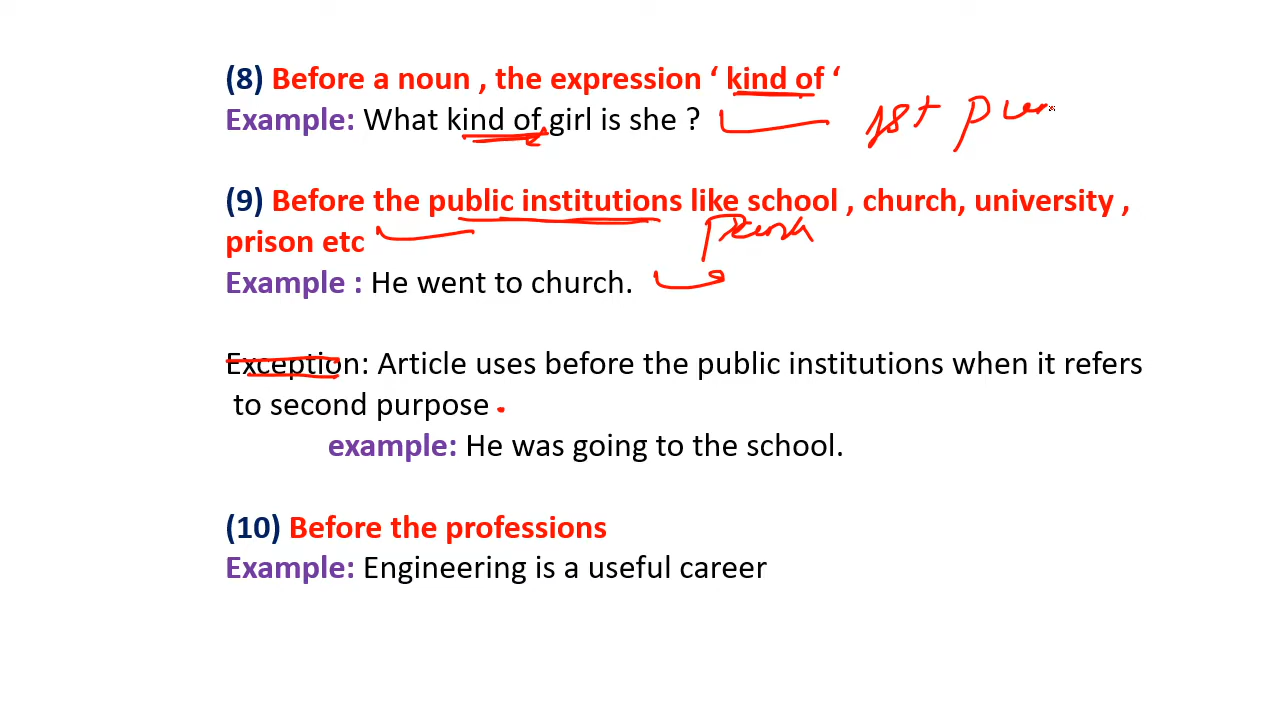 (8) Before a noun , the expression ‘ kind of ‘
Example: What kind of girl is she ?
1st pur
(9) Before the public institutions like school , church, university ,
prison etc
Example : He went to church.
Exception: Article uses before the public institutions when it refers
to second purpose
example: He was going to the school.
(10) Before the professions
Example: Engineering is a useful career